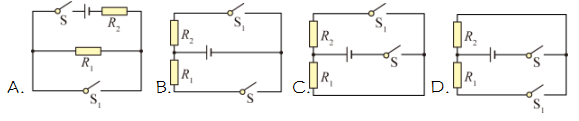 A. S R₂ R₁ S₁
B. S₁ R₂ R₁ S
C. S₁ R₂ S R₁
D. R₂ S R₁ S₁